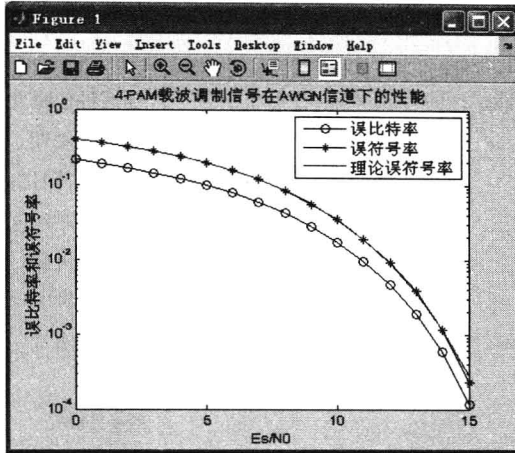 Figure 1
File Edit View Insert Tools Desktop Window Help
4-PAM载波调制信号在AWGN信道下的性能
误比特率
误符号率
理论误符号率
误比特率和误符号率
10^0
10^-1
10^-2
10^-3
10^-4
0 5 10 15
Es/N0